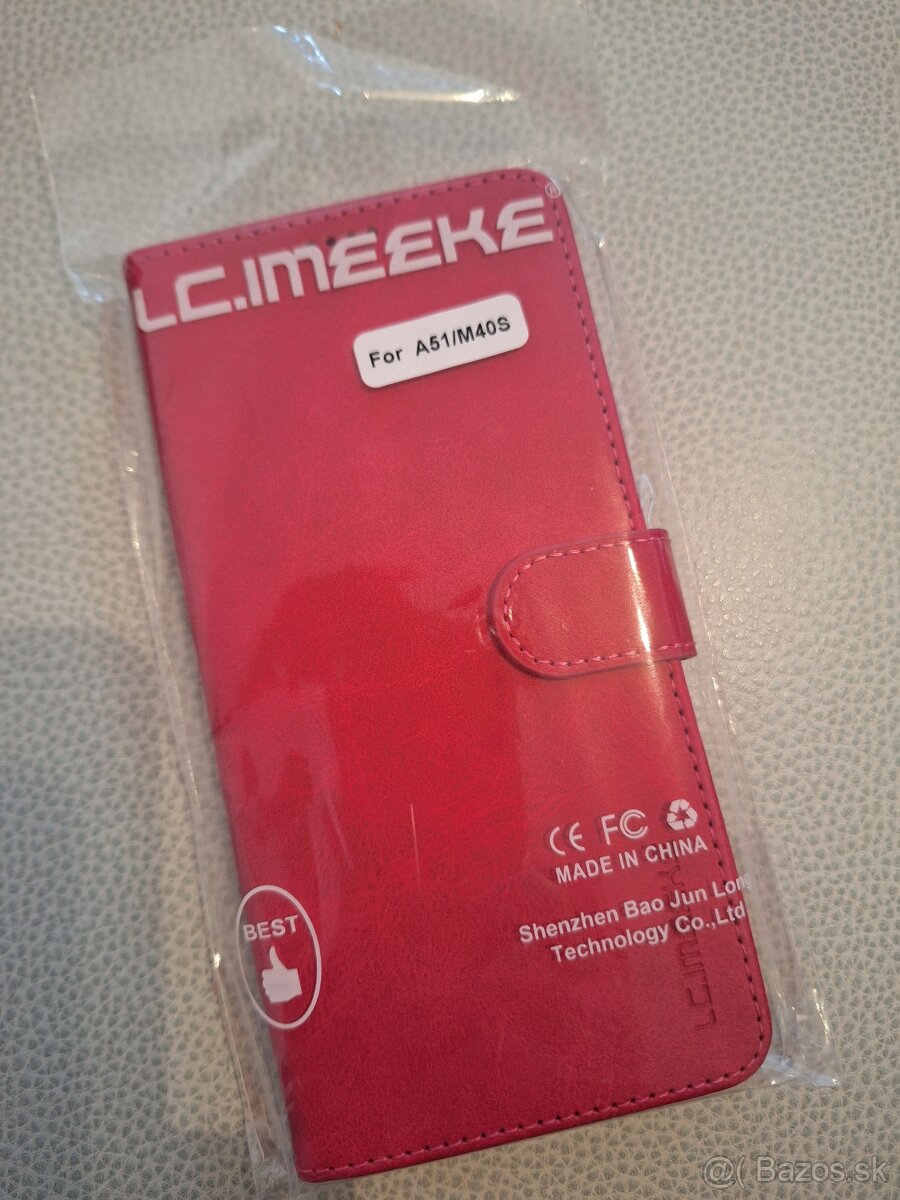 LC.IMEEKE®
For A51/M40S
CE FC
MADE IN CHINA
Shenzhen Bao Jun Long
Technology Co.,Ltd
BEST
LC.IMEEKE
@( Bazos.sk